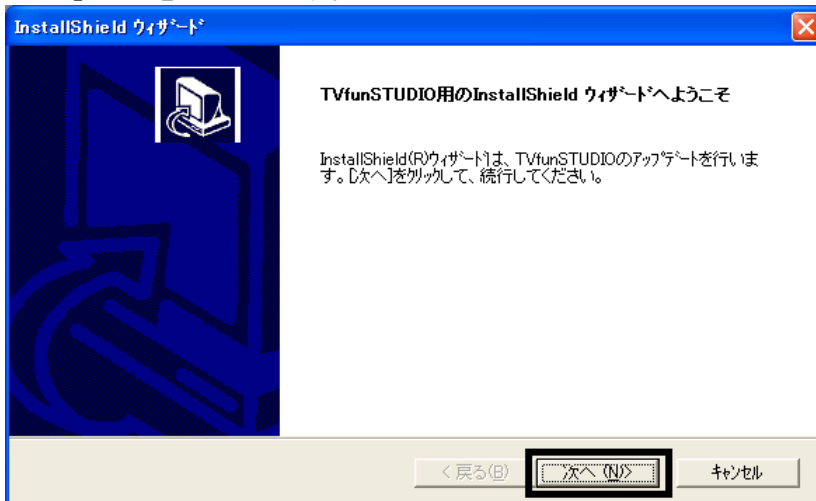 InstallShield ｳｨｻﾞｰﾄﾞ
TVfunSTUDIO用のInstallShield ｳｨｻﾞｰﾄﾞへようこそ
InstallShield(R)ｳｨｻﾞｰﾄﾞは、TVfunSTUDIOのｱｯﾌﾟﾃﾞｰﾄを行いま
す。[次へ]をｸﾘｯｸして、続行してください。
< 戻る(B)
次へ (N)>
ｷｬﾝｾﾙ